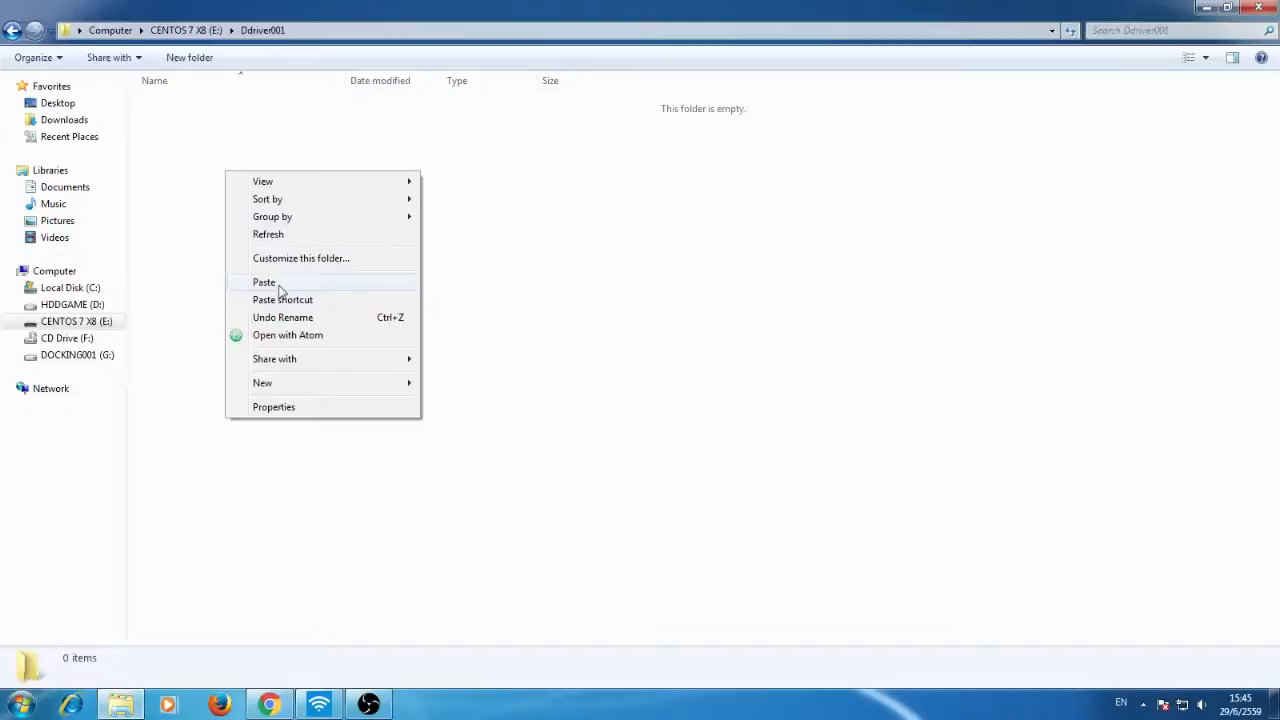 Computer CENTOS 7 X8 (E:) Ddriver001
Search Ddriver001
Organize Share with New folder
Name Date modified Type Size
This folder is empty.
Favorites
Desktop
Downloads
Recent Places
Libraries
Documents
Music
Pictures
Videos
Computer
Local Disk (C:)
HDDGAME (D:)
CENTOS 7 X8 (E:)
CD Drive (F:)
DOCKING001 (G:)
Network
View
Sort by
Group by
Refresh
Customize this folder...
Paste
Paste shortcut
Undo Rename Ctrl+Z
Open with Atom
Share with
New
Properties
0 items
EN
15:45
29/6/2559